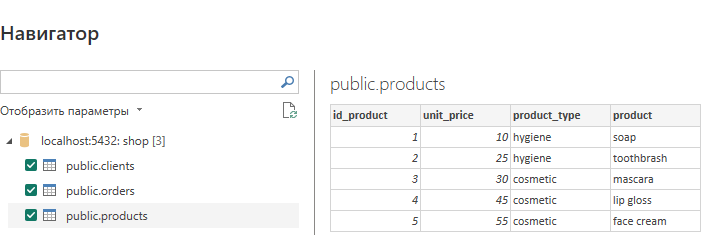 Навигатор
Отобразить параметры
localhost:5432: shop [3]
public.clients
public.orders
public.products
public.products
id_product unit_price product_type product
1 10 hygiene soap
2 25 hygiene toothbrash
3 30 cosmetic mascara
4 45 cosmetic lip gloss
5 55 cosmetic face cream